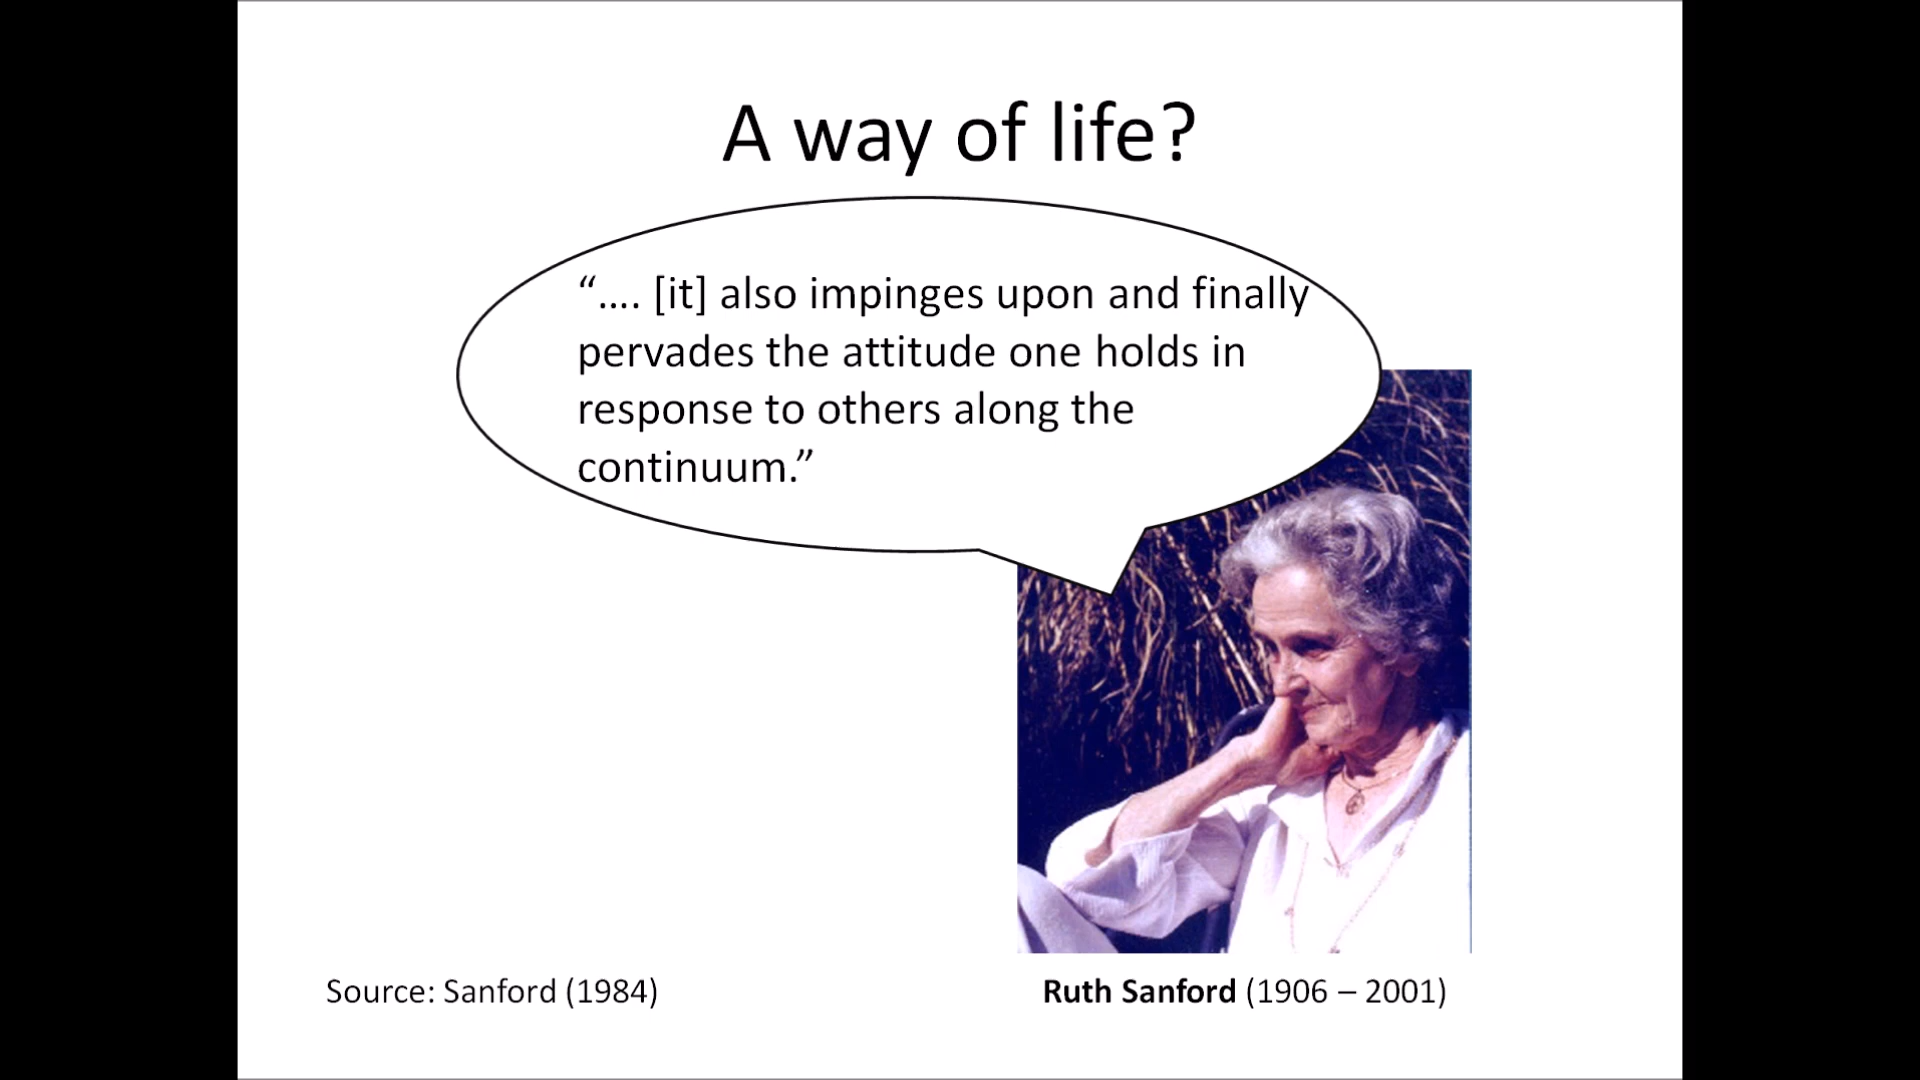 A way of life?
“…. [it] also impinges upon and finally
pervades the attitude one holds in
response to others along the
continuum.”
Source: Sanford (1984)
Ruth Sanford (1906 – 2001)